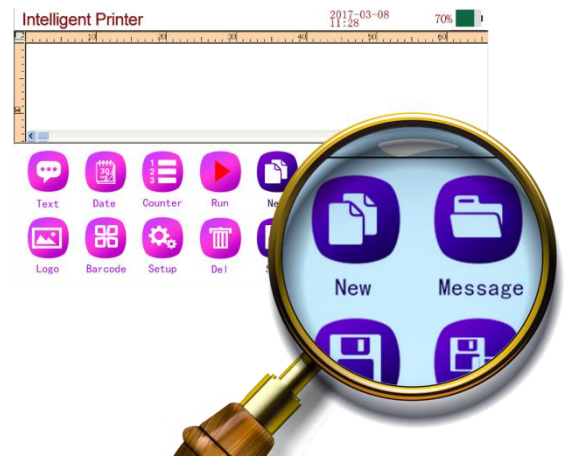 Intelligent Printer
2017-03-08
11:28
70%
10 20 30 40 50 60
Text Date Counter Run
Logo Barcode Setup Del
New Message